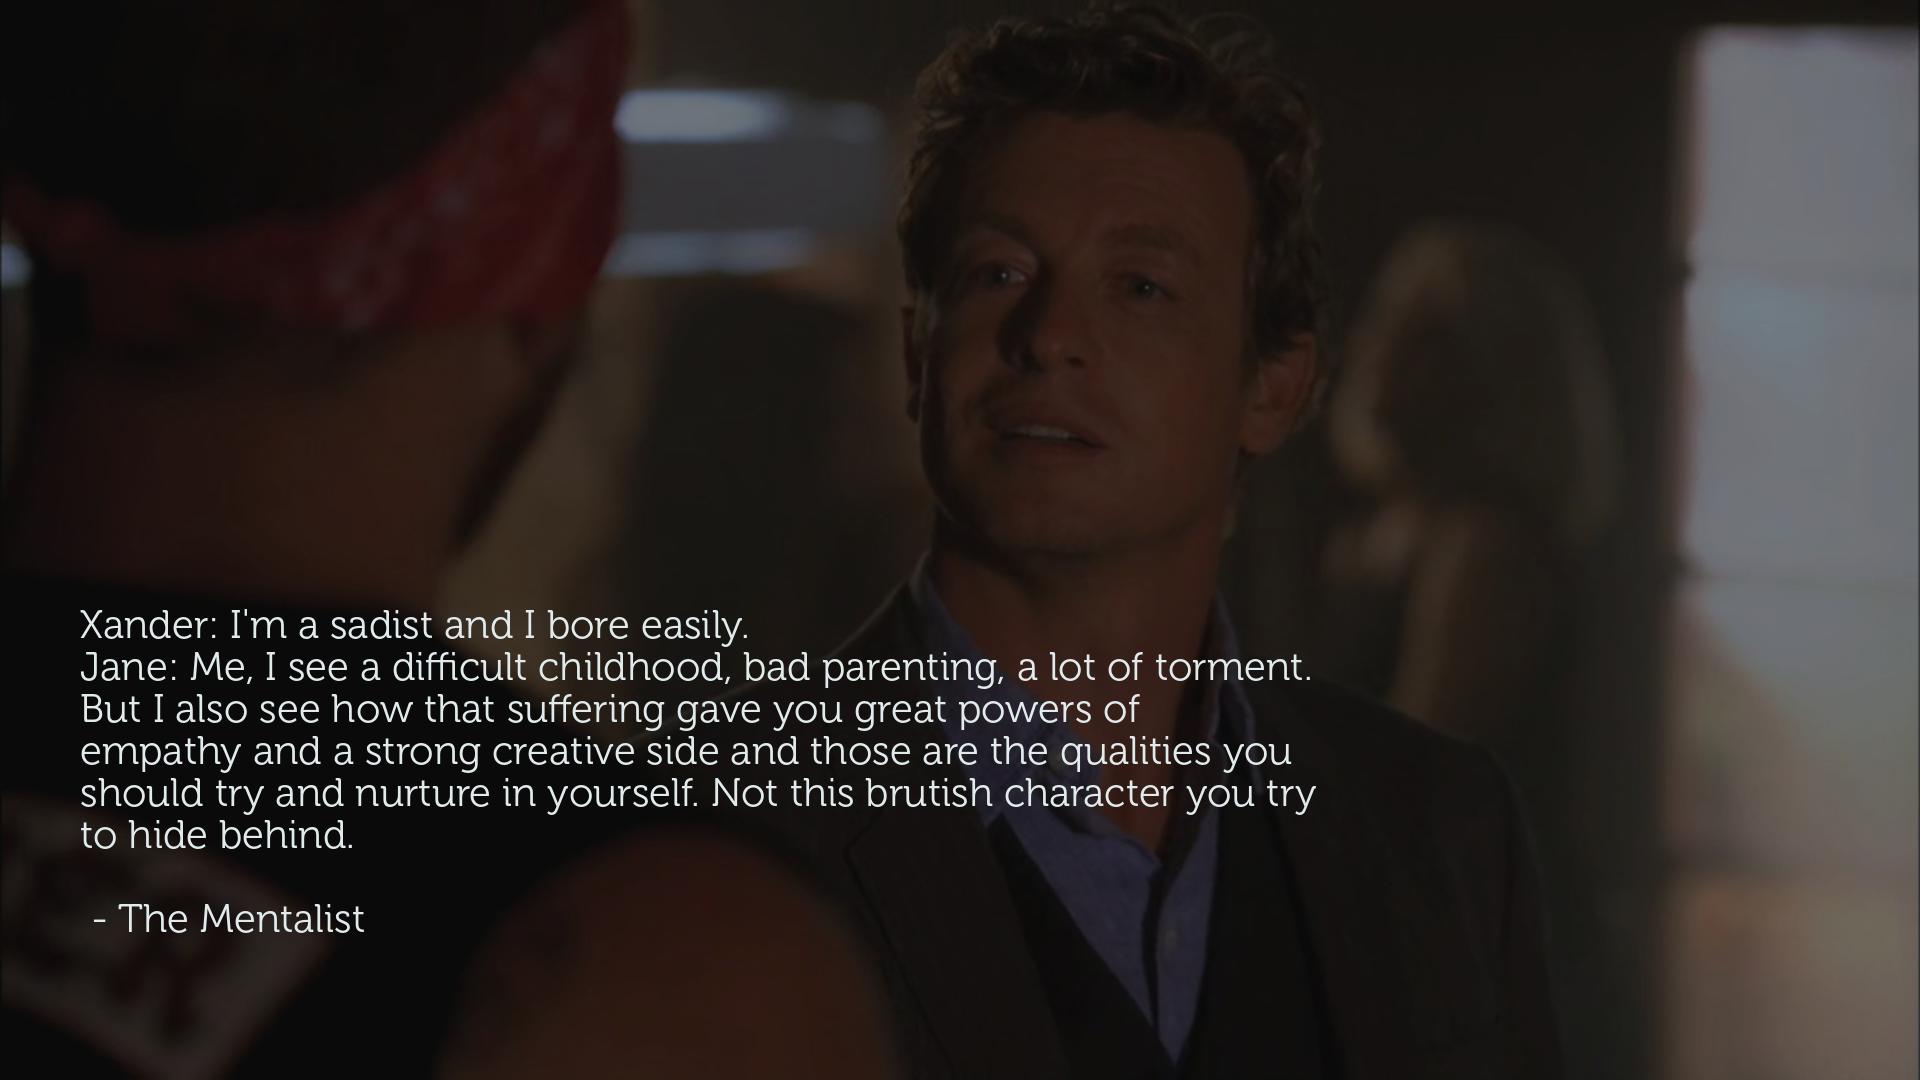 Xander: I'm a sadist and I bore easily.
Jane: Me, I see a difficult childhood, bad parenting, a lot of torment.
But I also see how that suffering gave you great powers of
empathy and a strong creative side and those are the qualities you
should try and nurture in yourself. Not this brutish character you try
to hide behind.
- The Mentalist